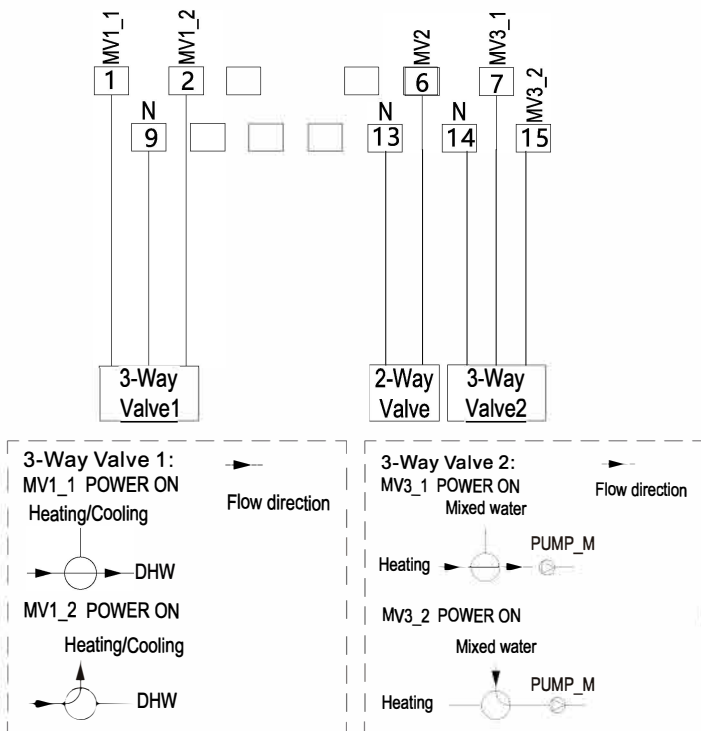 MV1_1
MV1_2
MV2
MV3_1
1
2
6
7
MV3_2
N
N
N
9
13
14
15
3-Way
Valve1
2-Way
Valve
3-Way
Valve2
3-Way Valve 1:
MV1_1 POWER ON
Flow direction
Heating/Cooling
DHW
MV1_2 POWER ON
Heating/Cooling
DHW
3-Way Valve 2:
MV3_1 POWER ON
Flow direction
Mixed water
PUMP_M
Heating
MV3_2 POWER ON
Mixed water
PUMP_M
Heating